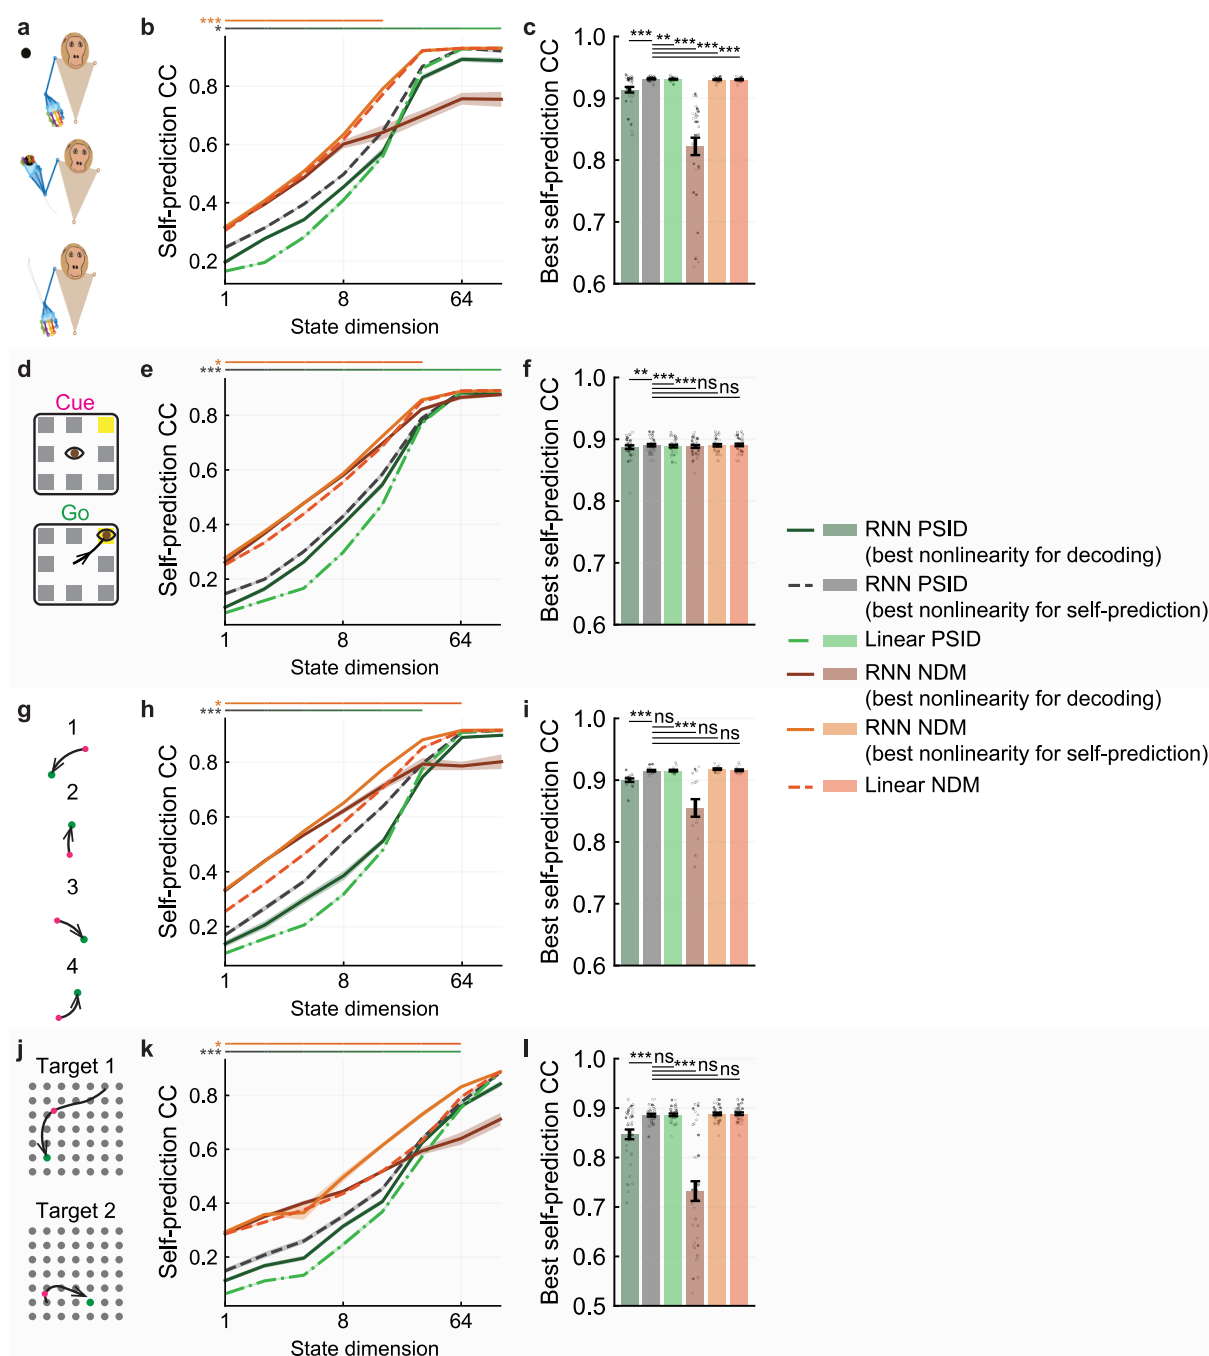 a
b
***
*
Self-prediction CC
0.8
0.6
0.4
0.2
1
8
64
State dimension
c
Best self-prediction CC
1.0
0.9
0.8
0.7
0.6
***
**
***
***
***
d
Cue
Go
e
*
***
Self-prediction CC
0.8
0.6
0.4
0.2
1
8
64
f
Best self-prediction CC
1.0
0.9
0.8
0.7
0.6
**
***
***
ns
ns
RNN PSID
(best nonlinearity for decoding)
RNN PSID
(best nonlinearity for self-prediction)
Linear PSID
RNN NDM
(best nonlinearity for decoding)
RNN NDM
(best nonlinearity for self-prediction)
Linear NDM
g
1
2
3
4
h
*
***
Self-prediction CC
0.8
0.6
0.4
0.2
1
8
64
State dimension
i
Best self-prediction CC
1.0
0.9
0.8
0.7
0.6
***
ns
***
ns
ns
j
Target 1
Target 2
k
*
***
Self-prediction CC
0.8
0.6
0.4
0.2
1
8
64
State dimension
l
Best self-prediction CC
1.0
0.9
0.8
0.7
0.6
0.5
***
ns
***
ns
ns